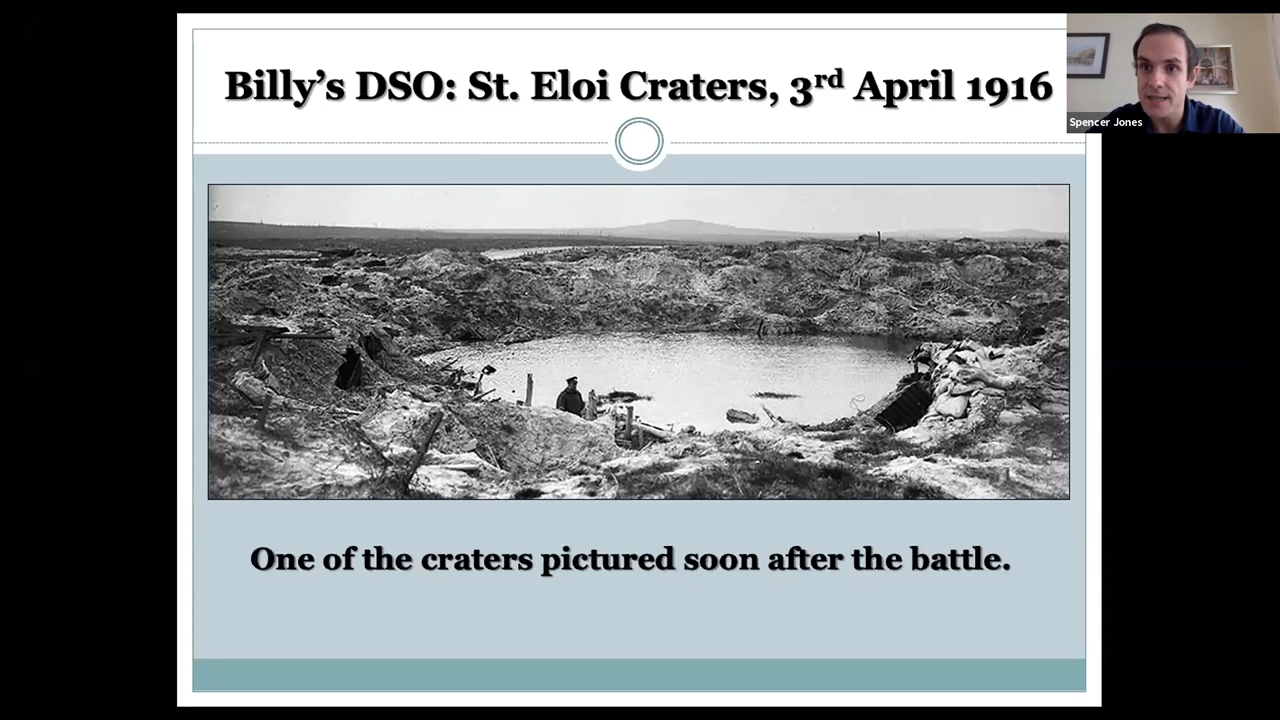 Billy’s DSO: St. Eloi Craters, 3rd April 1916
Spencer Jones
One of the craters pictured soon after the battle.